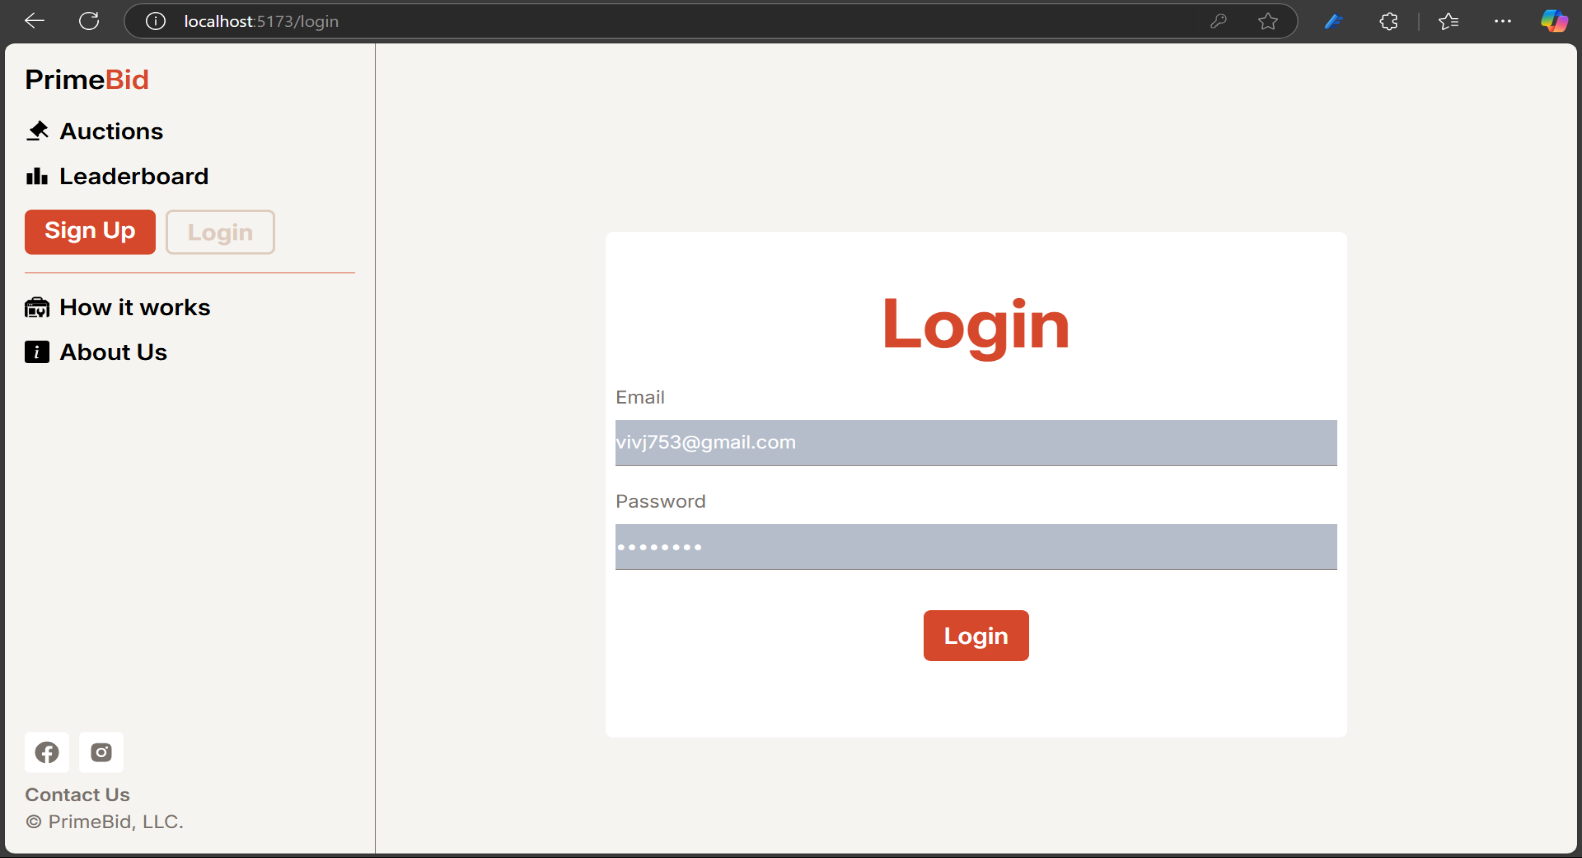 localhost:5173/login
PrimeBid
Auctions
Leaderboard
Sign Up Login
How it works
i About Us
Login
Email
vivj753@gmail.com
Password
••••••••
Login
Contact Us
© PrimeBid, LLC.